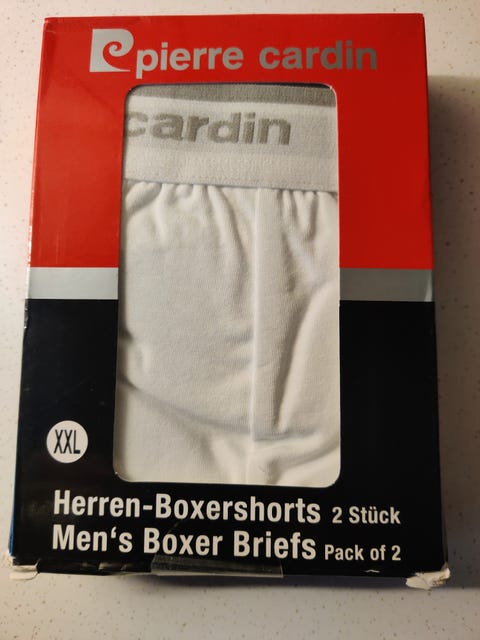 pierre cardin
cardin
XXL
Herren-Boxershorts 2 Stück
Men's Boxer Briefs Pack of 2